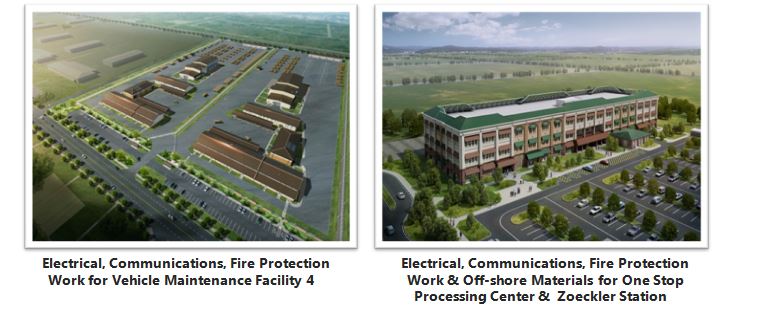 Electrical, Communications, Fire Protection
Work for Vehicle Maintenance Facility 4
Electrical, Communications, Fire Protection
Work & Off-shore Materials for One Stop
Processing Center & Zoeckler Station